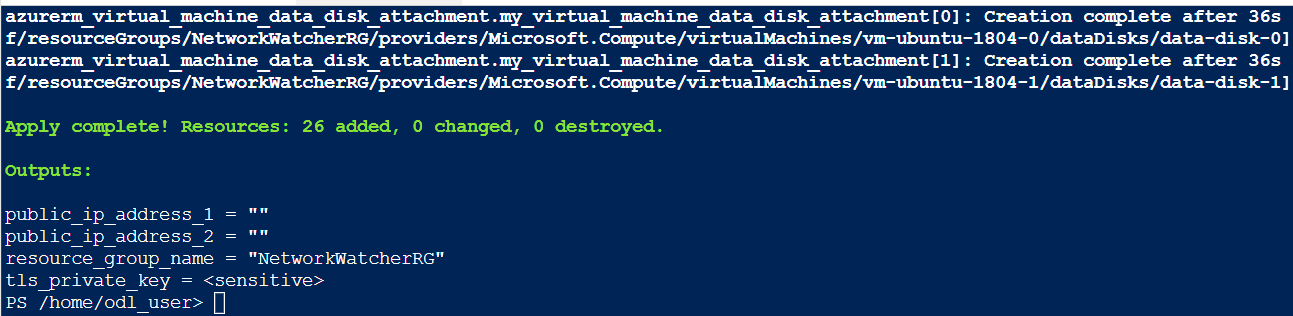 azurerm_virtual_machine_data_disk_attachment.my_virtual_machine_data_disk_attachment[0]: Creation complete after 36s
f/resourceGroups/NetworkWatcherRG/providers/Microsoft.Compute/virtualMachines/vm-ubuntu-1804-0/dataDisks/data-disk-0]
azurerm_virtual_machine_data_disk_attachment.my_virtual_machine_data_disk_attachment[1]: Creation complete after 36s
f/resourceGroups/NetworkWatcherRG/providers/Microsoft.Compute/virtualMachines/vm-ubuntu-1804-1/dataDisks/data-disk-1]
Apply complete! Resources: 26 added, 0 changed, 0 destroyed.
Outputs:
public_ip_address_1 = ""
public_ip_address_2 = ""
resource_group_name = "NetworkWatcherRG"
tls_private_key = <sensitive>
PS /home/odl_user>